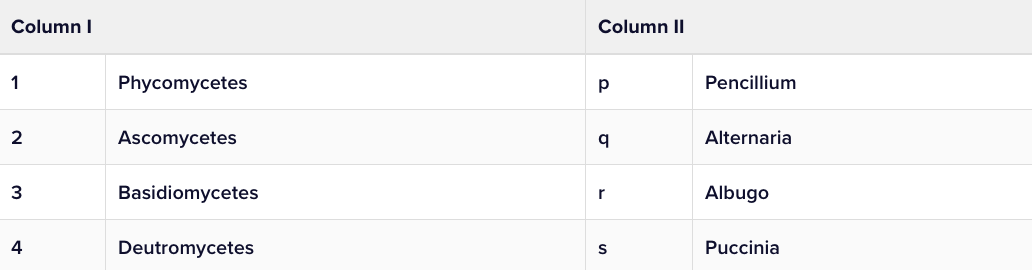 Column I Column II
1 Phycomycetes p Pencillium
2 Ascomycetes q Alternaria
3 Basidiomycetes r Albugo
4 Deutromycetes s Puccinia